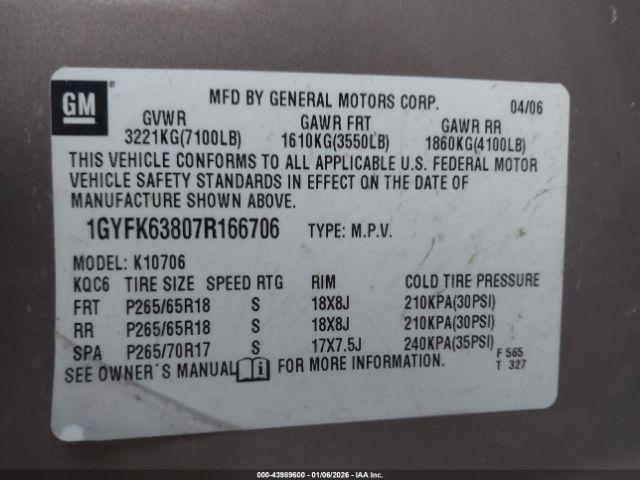 GM
MFD BY GENERAL MOTORS CORP. 04/06
GVWR GAWR FRT GAWR RR
3221KG(7100LB) 1610KG(3550LB) 1860KG(4100LB)
THIS VEHICLE CONFORMS TO ALL APPLICABLE U.S. FEDERAL MOTOR
VEHICLE SAFETY STANDARDS IN EFFECT ON THE DATE OF
MANUFACTURE SHOWN ABOVE.
1GYFK63807R166706 TYPE: M.P.V.
MODEL: K10706
KQC6 TIRE SIZE SPEED RTG RIM COLD TIRE PRESSURE
FRT P265/65R18 S 18X8J 210KPA(30PSI)
RR P265/65R18 S 18X8J 210KPA(30PSI)
SPA P265/70R17 S 17X7.5J 240KPA(35PSI)
SEE OWNER´S MANUAL i FOR MORE INFORMATION.
F 565
T 327
000-43989600 - 01/06/2026 - IAA Inc.